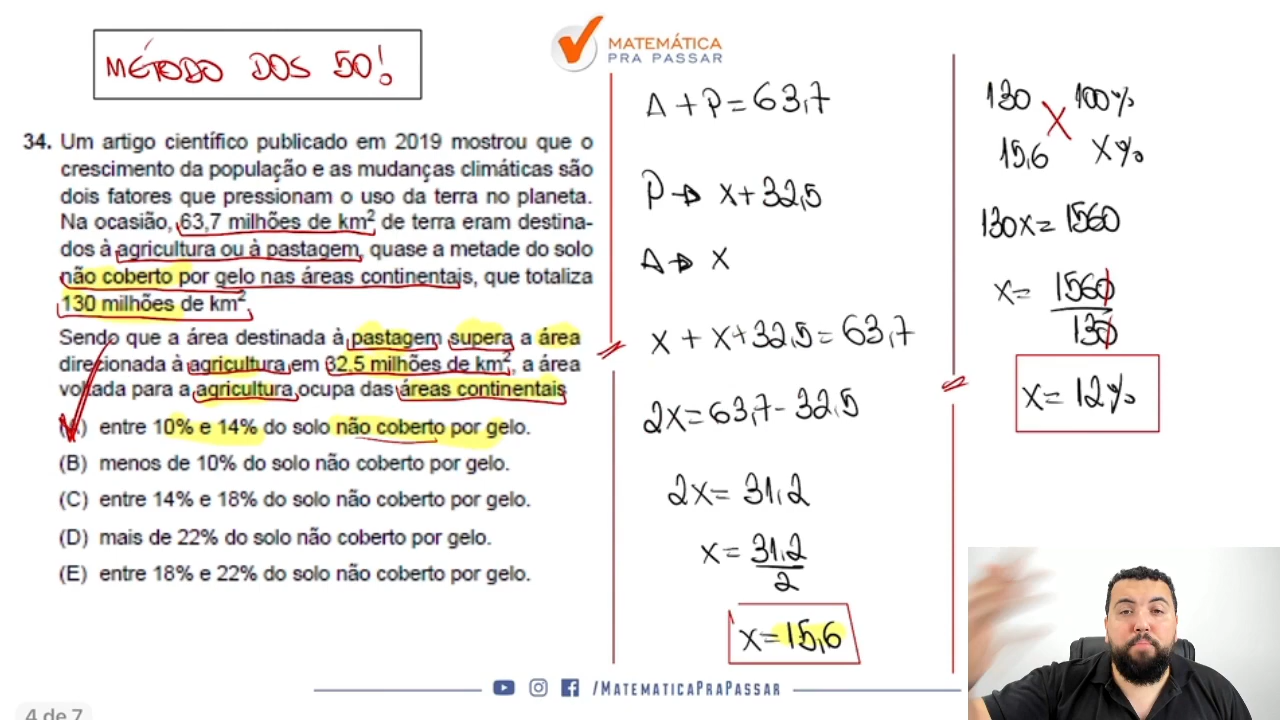 MÉTODO DOS 50!
MATEMÁTICA
PRA PASSAR
34. Um artigo científico publicado em 2019 mostrou que o
crescimento da população e as mudanças climáticas são
dois fatores que pressionam o uso da terra no planeta.
Na ocasião, 63,7 milhões de km² de terra eram destina-
dos à agricultura ou à pastagem, quase a metade do solo
não coberto por gelo nas áreas continentais, que totaliza
130 milhões de km².
Sendo que a área destinada à pastagem supera a área
direcionada à agricultura em 32,5 milhões de km², a área
voltada para a agricultura ocupa das áreas continentais
(A) entre 10% e 14% do solo não coberto por gelo.
(B) menos de 10% do solo não coberto por gelo.
(C) entre 14% e 18% do solo não coberto por gelo.
(D) mais de 22% do solo não coberto por gelo.
(E) entre 18% e 22% do solo não coberto por gelo.
A + P = 63,7
P → X + 32,5
A → X
X + X + 32,5 = 63,7
2X = 63,7 - 32,5
2X = 31,2
X = 31,2
2
X = 15,6
130 100%
15,6 X%
130X = 1560
X = 1560
130
X = 12%
/MATEMATICAPRAPASSAR
4 de 7